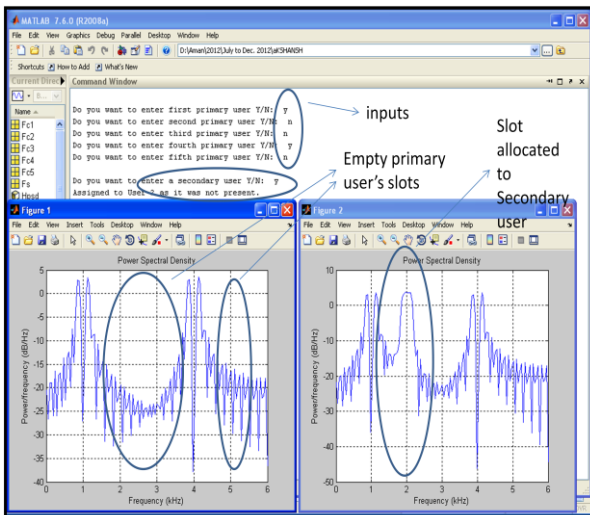 MATLAB 7.6.0 (R2008a)
File Edit View Graphics Debug Parallel Desktop Window Help
D:\Aman\2012\July to Dec. 2012\aKSHANSH
Shortcuts How to Add What's New
Current Direc
Command Window
Name
Fc1
Fc2
Fc3
Fc4
Fc5
Fs
Hpsd
Do you want to enter first primary user Y/N: y
Do you want to enter second primary user Y/N: n
Do you want to enter third primary user Y/N: n
Do you want to enter fourth primary user Y/N: y
Do you want to enter fifth primary user Y/N: n
Do you want to enter a secondary user Y/N: y
Assigned to User 2 as it was not present.
inputs
Empty primary
user's slots
Slot
allocated
to
Secondary
user
Figure 1
File Edit View Insert Tools Desktop Window Help
Power Spectral Density
Power/frequency (dB/Hz)
5
0
-5
-10
-15
-20
-25
-30
-35
-40
0 1 2 3 4 5 6
Frequency (kHz)
Figure 2
File Edit View Insert Tools Desktop Window Help
Power Spectral Density
Power/frequency (dB/Hz)
10
0
-10
-20
-30
-40
-50
0 1 2 3 4 5 6
Frequency (kHz)